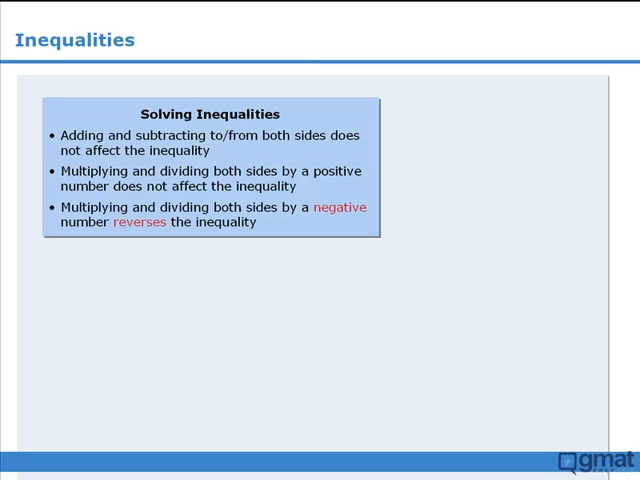 Inequalities
Solving Inequalities
• Adding and subtracting to/from both sides does
not affect the inequality
• Multiplying and dividing both sides by a positive
number does not affect the inequality
• Multiplying and dividing both sides by a negative
number reverses the inequality
gmat